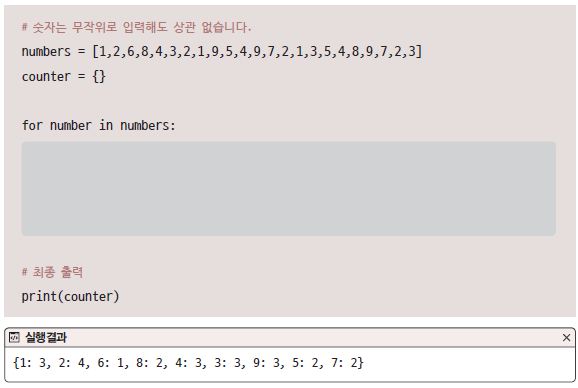 # 숫자는 무작위로 입력해도 상관 없습니다.
numbers = [1,2,6,8,4,3,2,1,9,5,4,9,7,2,1,3,5,4,8,9,7,2,3]
counter = {}
for number in numbers:
# 최종 출력
print(counter)
실행결과
{1: 3, 2: 4, 6: 1, 8: 2, 4: 3, 3: 3, 9: 3, 5: 2, 7: 2}